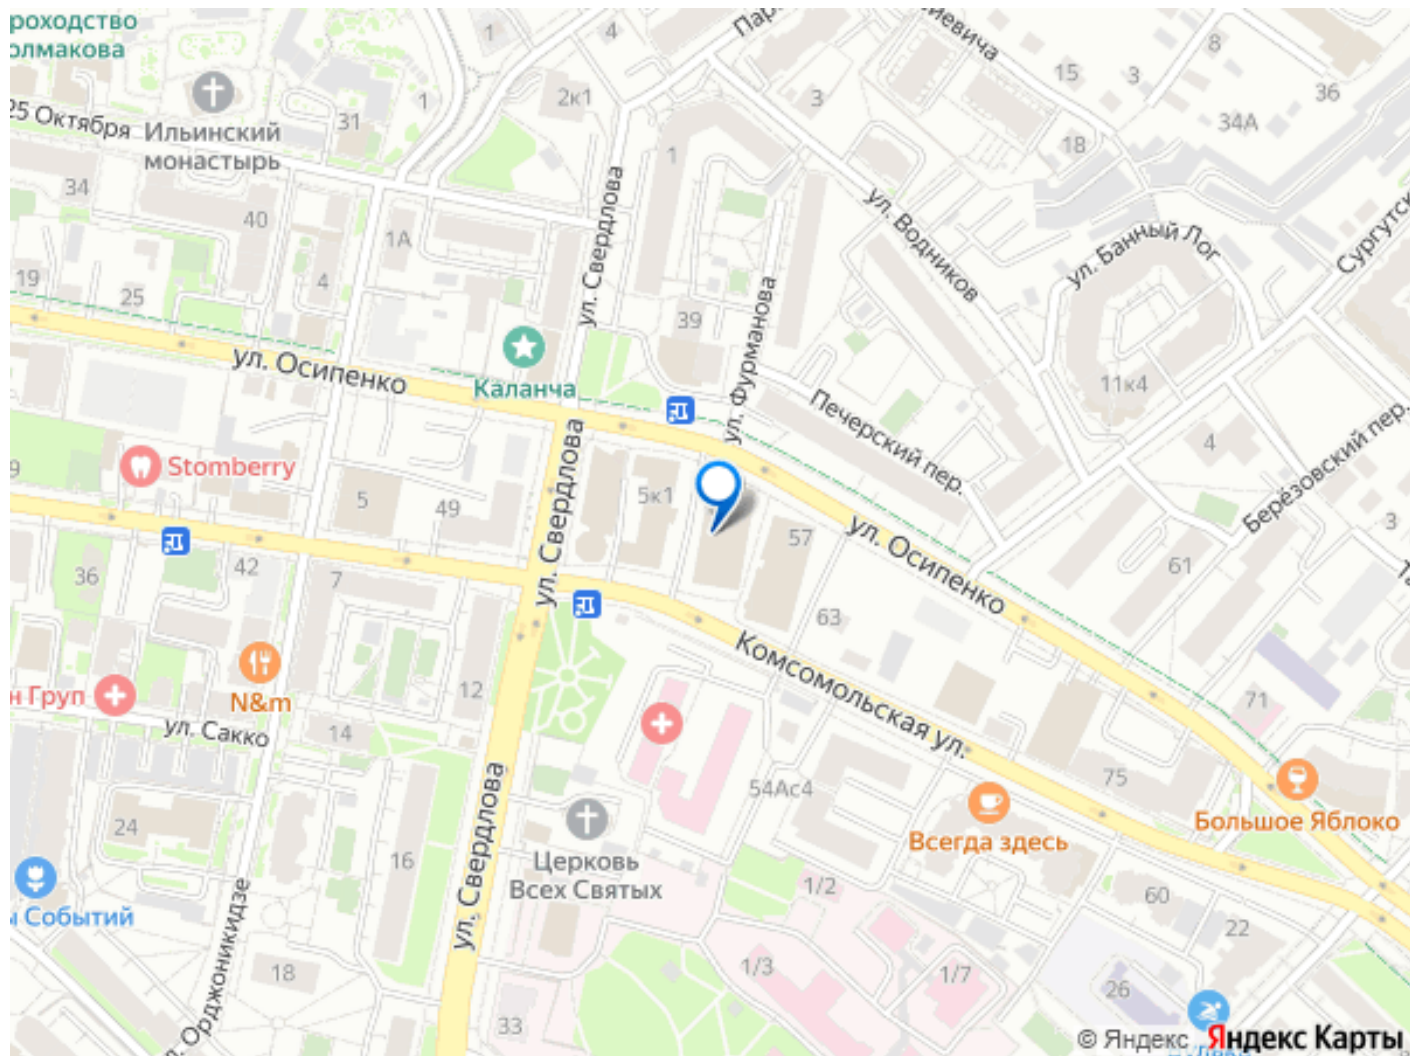 роходство
олмакова
1
4
1
2к1
31
25 Октября
Ильинский
монастырь
34
40
1А
4
19
25
3
15
3
8
36
18
34А
1
39
ул. Свердлова
ул. Водников
ул. Банный Лог
ул. Фурманова
ул. Осипенко
Каланча
11к4
Печерский пер.
4
Берёзовский пер.
Stomberry
5
49
5к1
ул. Свердлова
57
ул. Осипенко
61
3
36
42
7
63
Комсомольская ул.
N&m
12
н Груп
ул. Сакко
14
71
54Ас4
75
Большое Яблоко
Всегда здесь
24
16
ул. Свердлова
Церковь
Всех Святых
1/2
60
22
ы Событий
18
1/3
1/7
26
33
© Яндекс
Яндекс Карты